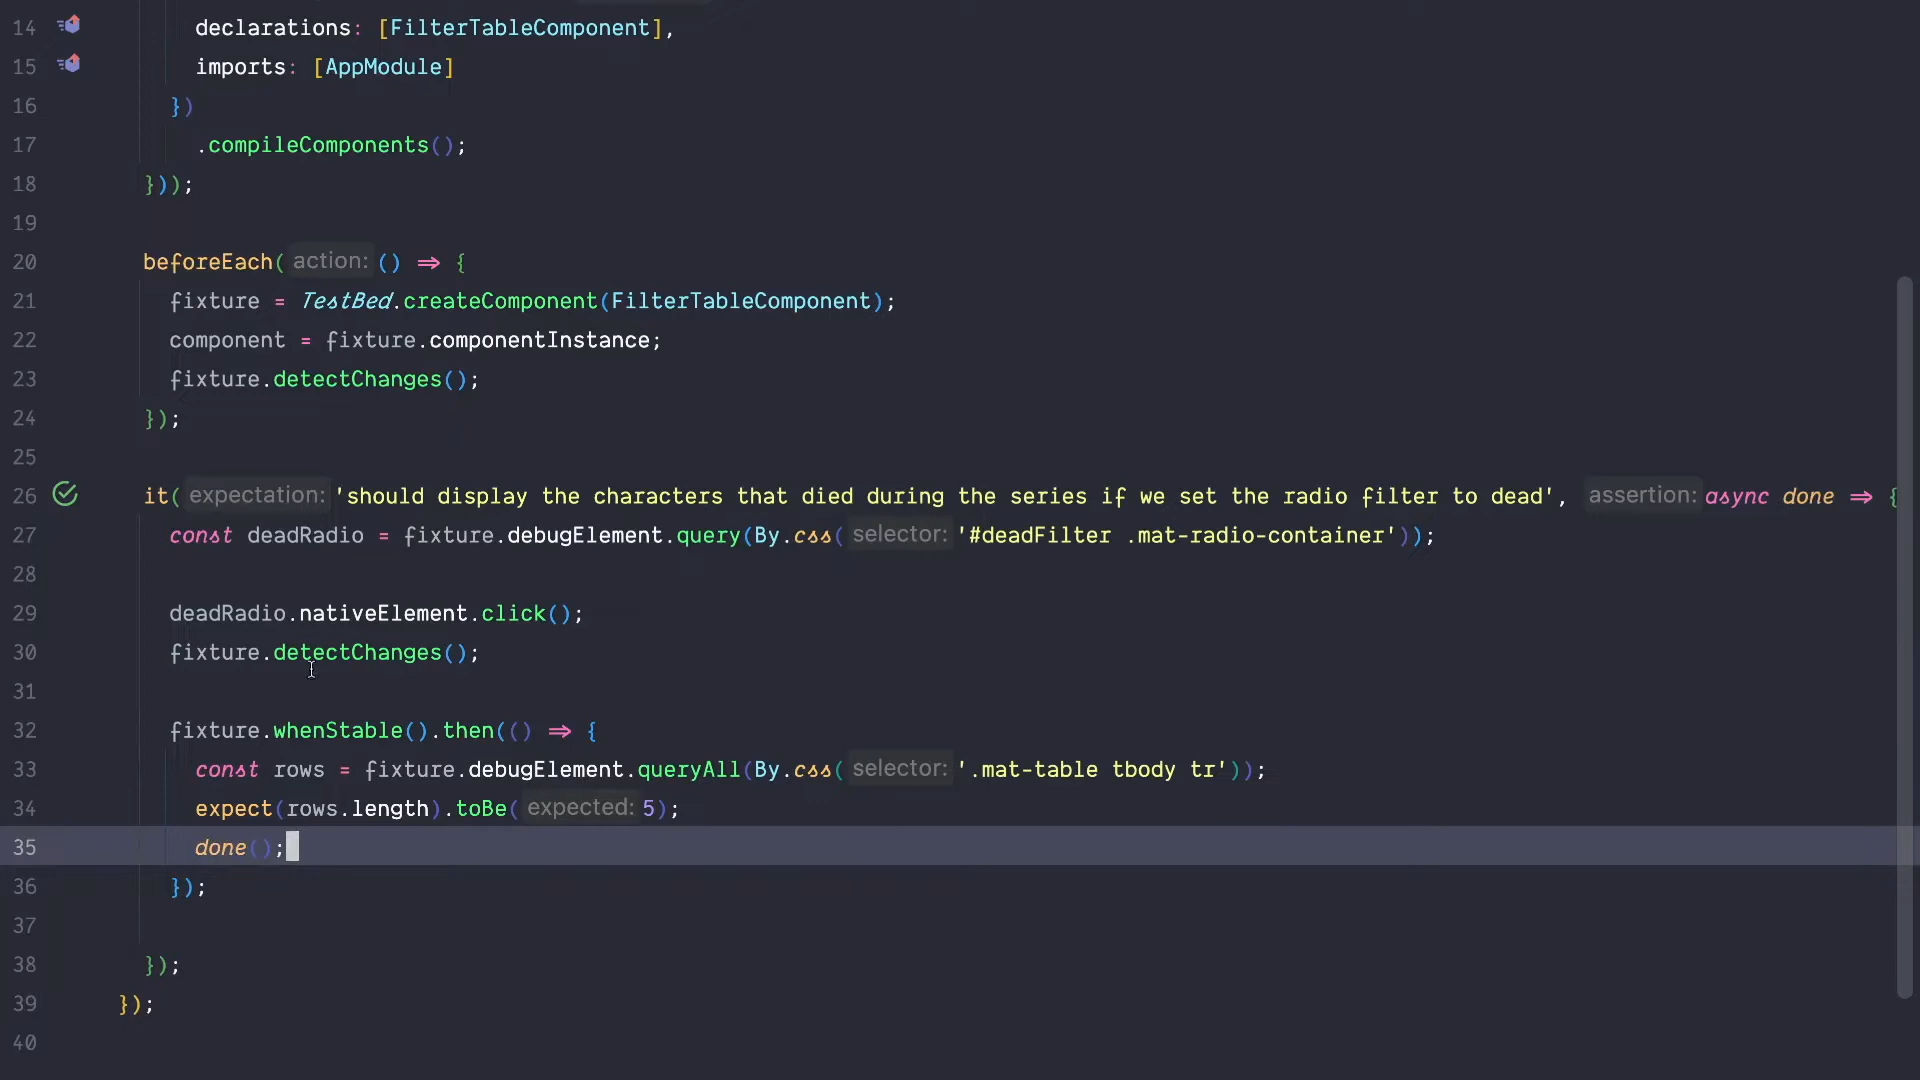 14 declarations: [FilterTableComponent],
15 imports: [AppModule]
16 })
17 .compileComponents();
18 }));
19
20 beforeEach( action: () => {
21 fixture = TestBed.createComponent(FilterTableComponent);
22 component = fixture.componentInstance;
23 fixture.detectChanges();
24 });
25
26 it( expectation: 'should display the characters that died during the series if we set the radio filter to dead', assertion: async done => {
27 const deadRadio = fixture.debugElement.query(By.css( selector: '#deadFilter .mat-radio-container'));
28
29 deadRadio.nativeElement.click();
30 fixture.detectChanges();
31
32 fixture.whenStable().then(() => {
33 const rows = fixture.debugElement.queryAll(By.css( selector: '.mat-table tbody tr'));
34 expect(rows.length).toBe( expected: 5);
35 done();
36 });
37
38 });
39 });
40